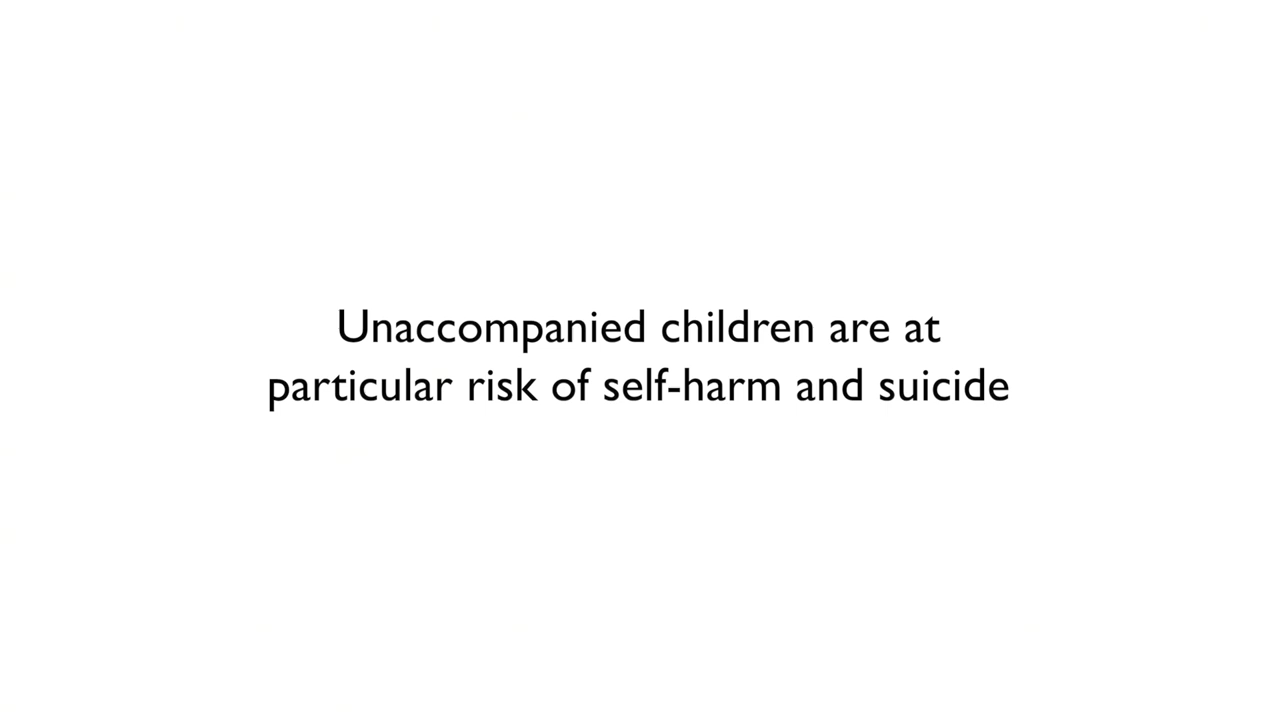 Unaccompanied children are at
particular risk of self-harm and suicide